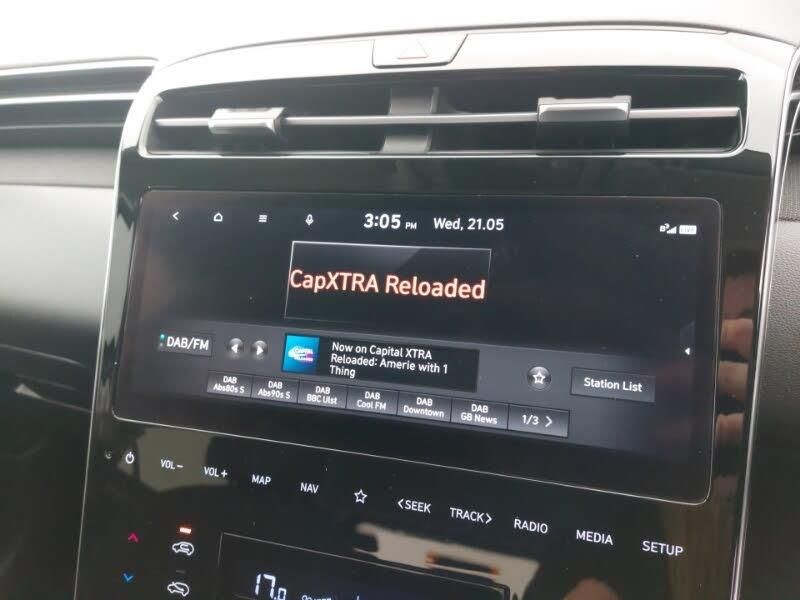 3:05 PM Wed, 21.05
CapXTRA Reloaded
DAB/FM
Now on Capital XTRA
Reloaded: Amerie with 1
Thing
Station List
DAB
Abs80s S
DAB
Abs90s S
DAB
BBC Ulst
DAB
Cool FM
DAB
Downtown
DAB
GB News
1/3 >
VOL− VOL+ MAP NAV <SEEK TRACK> RADIO MEDIA SETUP
17.0